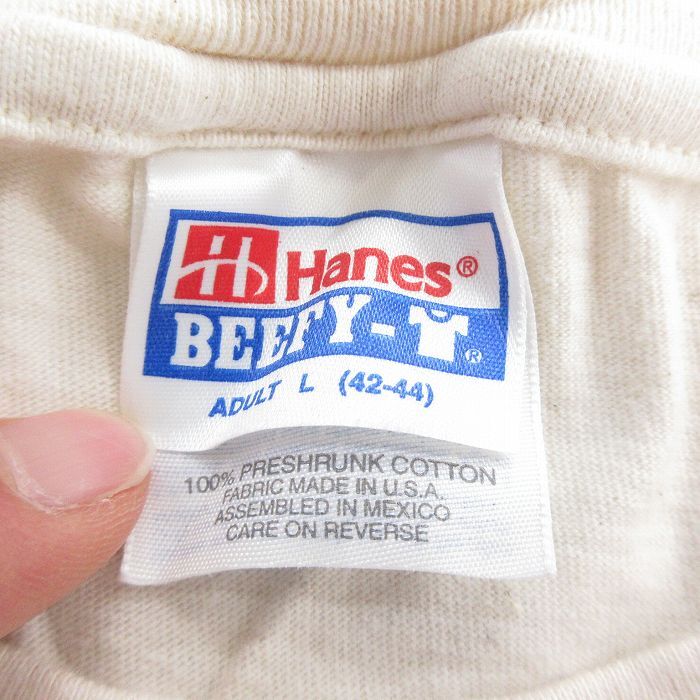 H Hanes®
BEEFY-T®
ADULT L (42-44)
100% PRESHRUNK COTTON
FABRIC MADE IN U.S.A.
ASSEMBLED IN MEXICO
CARE ON REVERSE